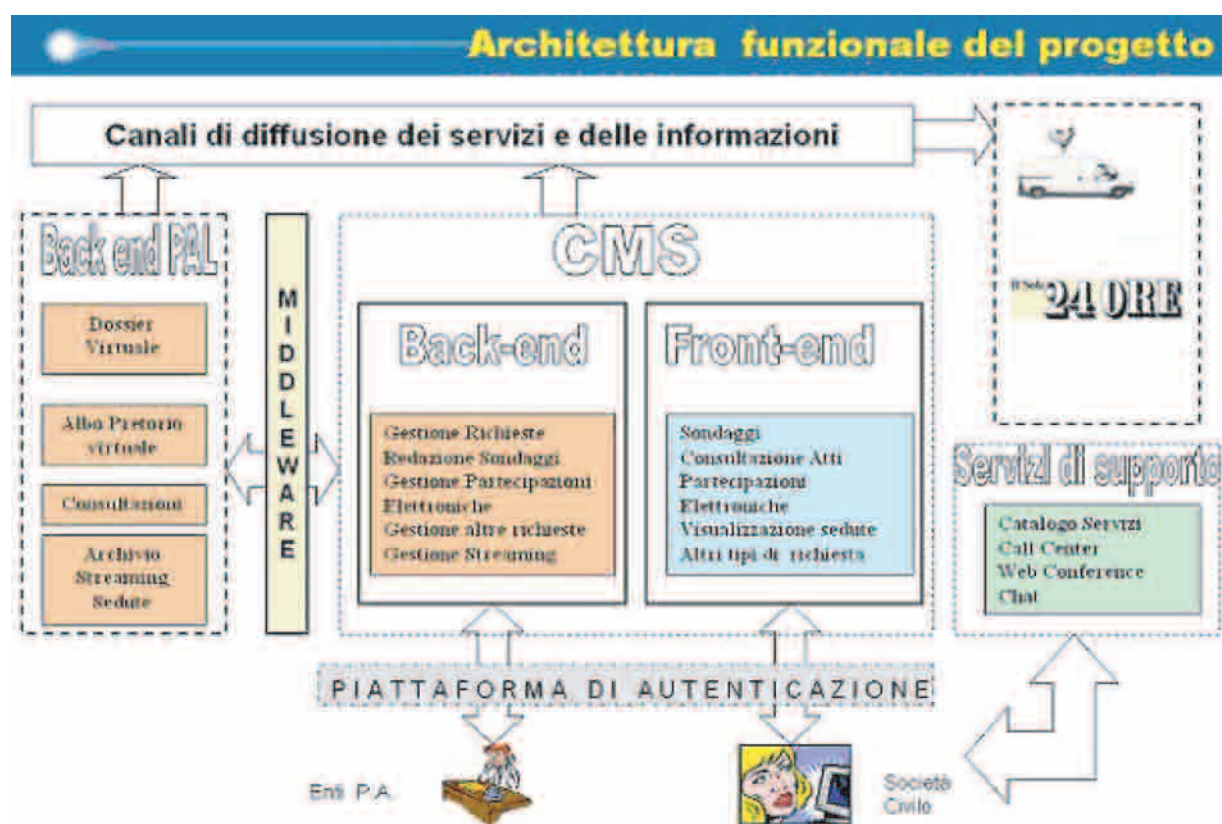 Architettura funzionale del progetto
Canali di diffusione dei servizi e delle informazioni
Back end PAL
Dossier
Virtuale
Albo Pretorio
virtuale
Consultazioni
Archivio
Streaming
Sedute
MIDDLEWARE
CMS
Back-end
Gestione Richieste
Redazione Sondaggi
Gestione Partecipazioni
Elettroniche
Gestione altre richieste
Gestione Streaming
Front-end
Sondaggi
Consultazione Atti
Partecipazioni
Elettroniche
Visualizzazione sedute
Altri tipi di richiesta
Il Sole
24 ORE
Servizi di supporto
Catalogo Servizi
Call Center
Web Conference
Chat
PIATTAFORMA DI AUTENTICAZIONE
Enti P.A.
Società
Civile